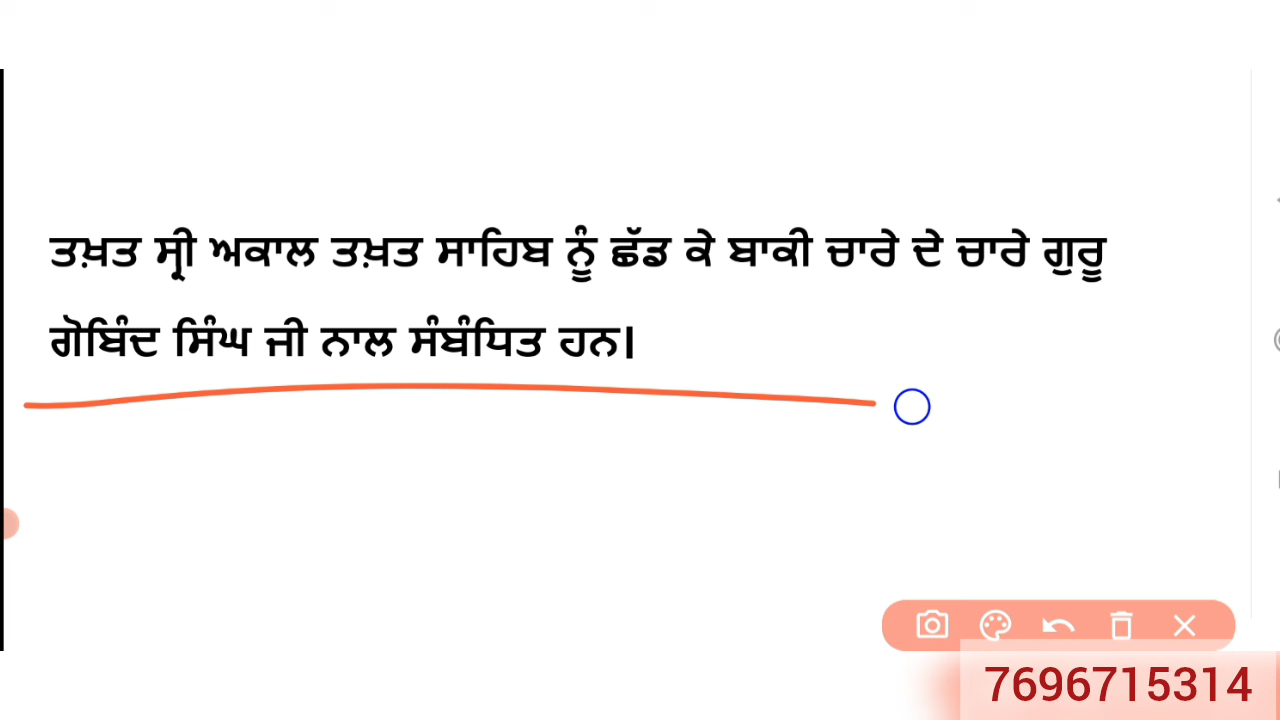 ਤਖ਼ਤ ਸ੍ਰੀ ਅਕਾਲ ਤਖ਼ਤ ਸਾਹਿਬ ਨੂੰ ਛੱਡ ਕੇ ਬਾਕੀ ਚਾਰੇ ਦੇ ਚਾਰੇ ਗੁਰੂ
ਗੋਬਿੰਦ ਸਿੰਘ ਜੀ ਨਾਲ ਸੰਬੰਧਿਤ ਹਨ।
7696715314